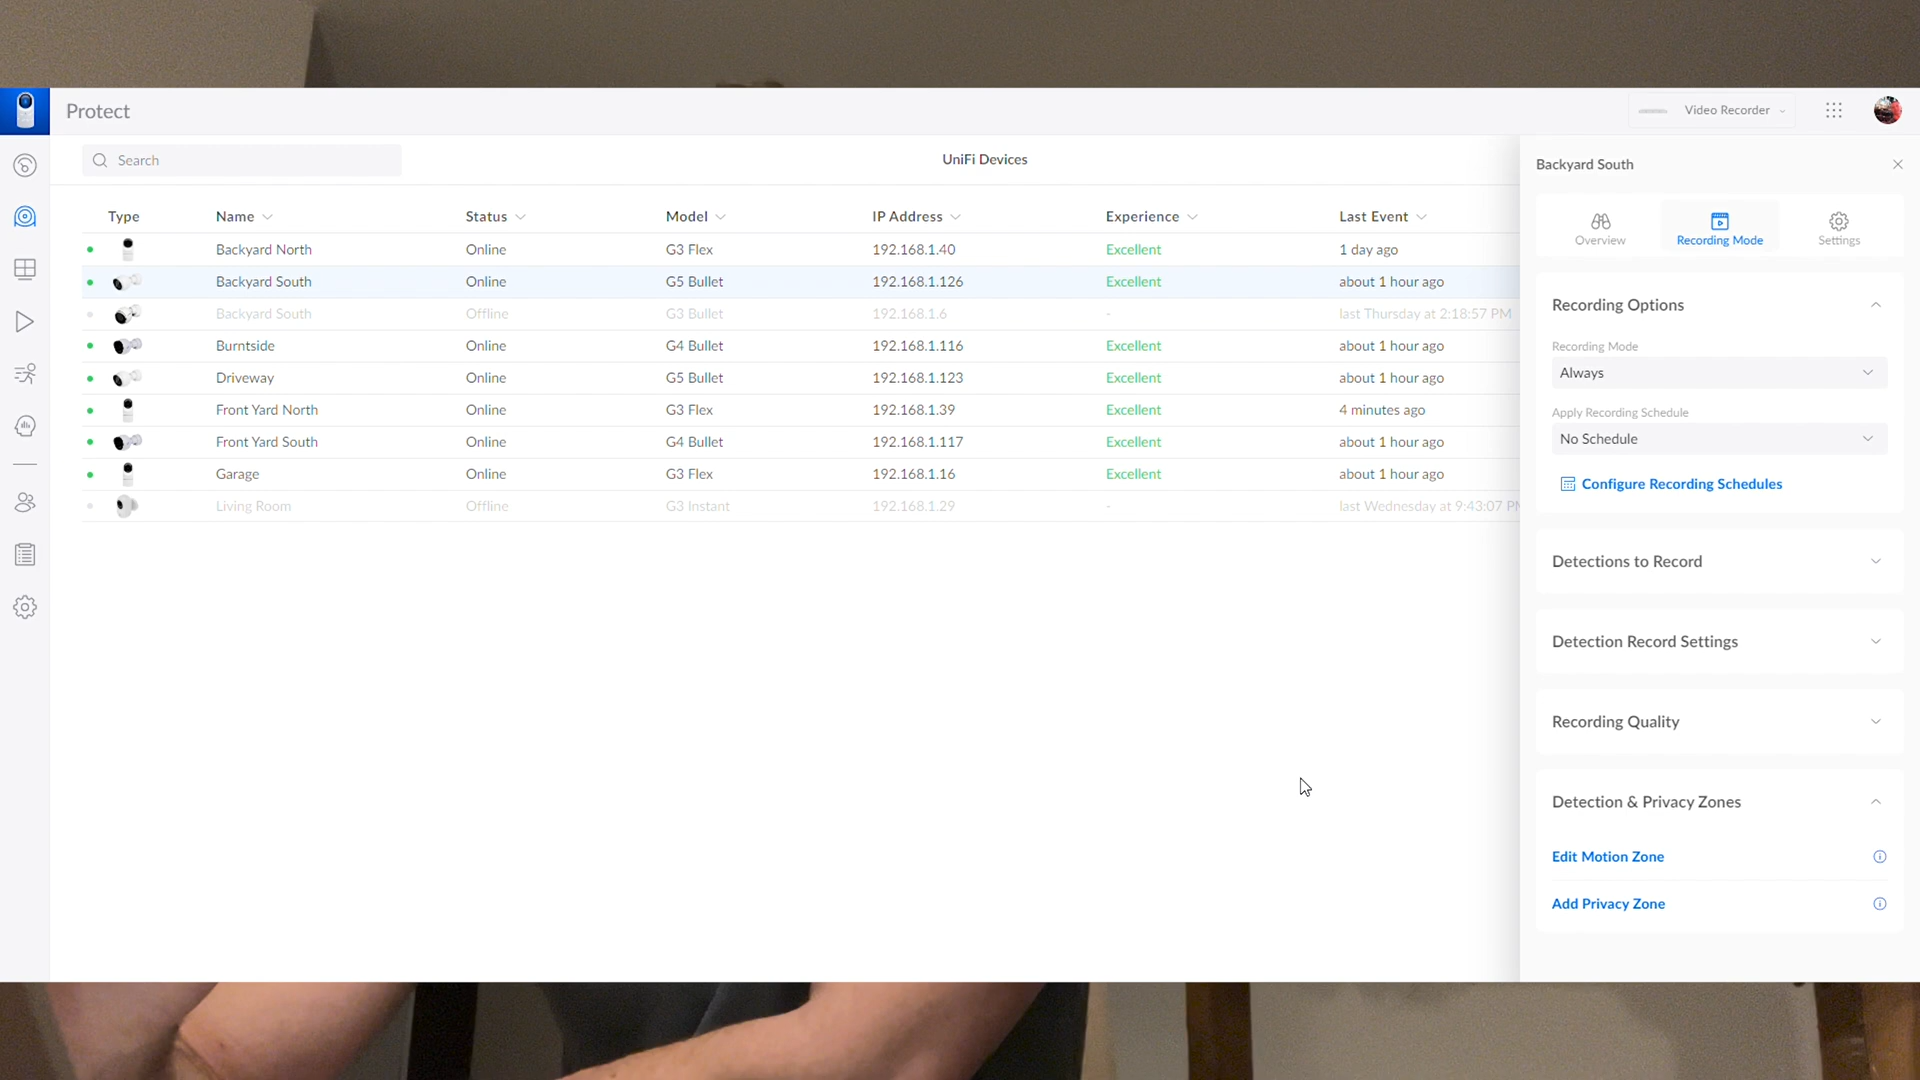 Protect
Video Recorder
Search
UniFi Devices
Type Name Status Model IP Address Experience Last Event
Backyard North Online G3 Flex 192.168.1.40 Excellent 1 day ago
Backyard South Online G5 Bullet 192.168.1.126 Excellent about 1 hour ago
Backyard South Offline G3 Bullet 192.168.1.6 - last Thursday at 2:18:57 PM
Burntside Online G4 Bullet 192.168.1.116 Excellent about 1 hour ago
Driveway Online G5 Bullet 192.168.1.123 Excellent about 1 hour ago
Front Yard North Online G3 Flex 192.168.1.39 Excellent 4 minutes ago
Front Yard South Online G4 Bullet 192.168.1.117 Excellent about 1 hour ago
Garage Online G3 Flex 192.168.1.16 Excellent about 1 hour ago
Living Room Offline G3 Instant 192.168.1.29 - last Wednesday at 9:43:07 PM
Backyard South
Overview Recording Mode Settings
Recording Options
Recording Mode
Always
Apply Recording Schedule
No Schedule
Configure Recording Schedules
Detections to Record
Detection Record Settings
Recording Quality
Detection & Privacy Zones
Edit Motion Zone
Add Privacy Zone